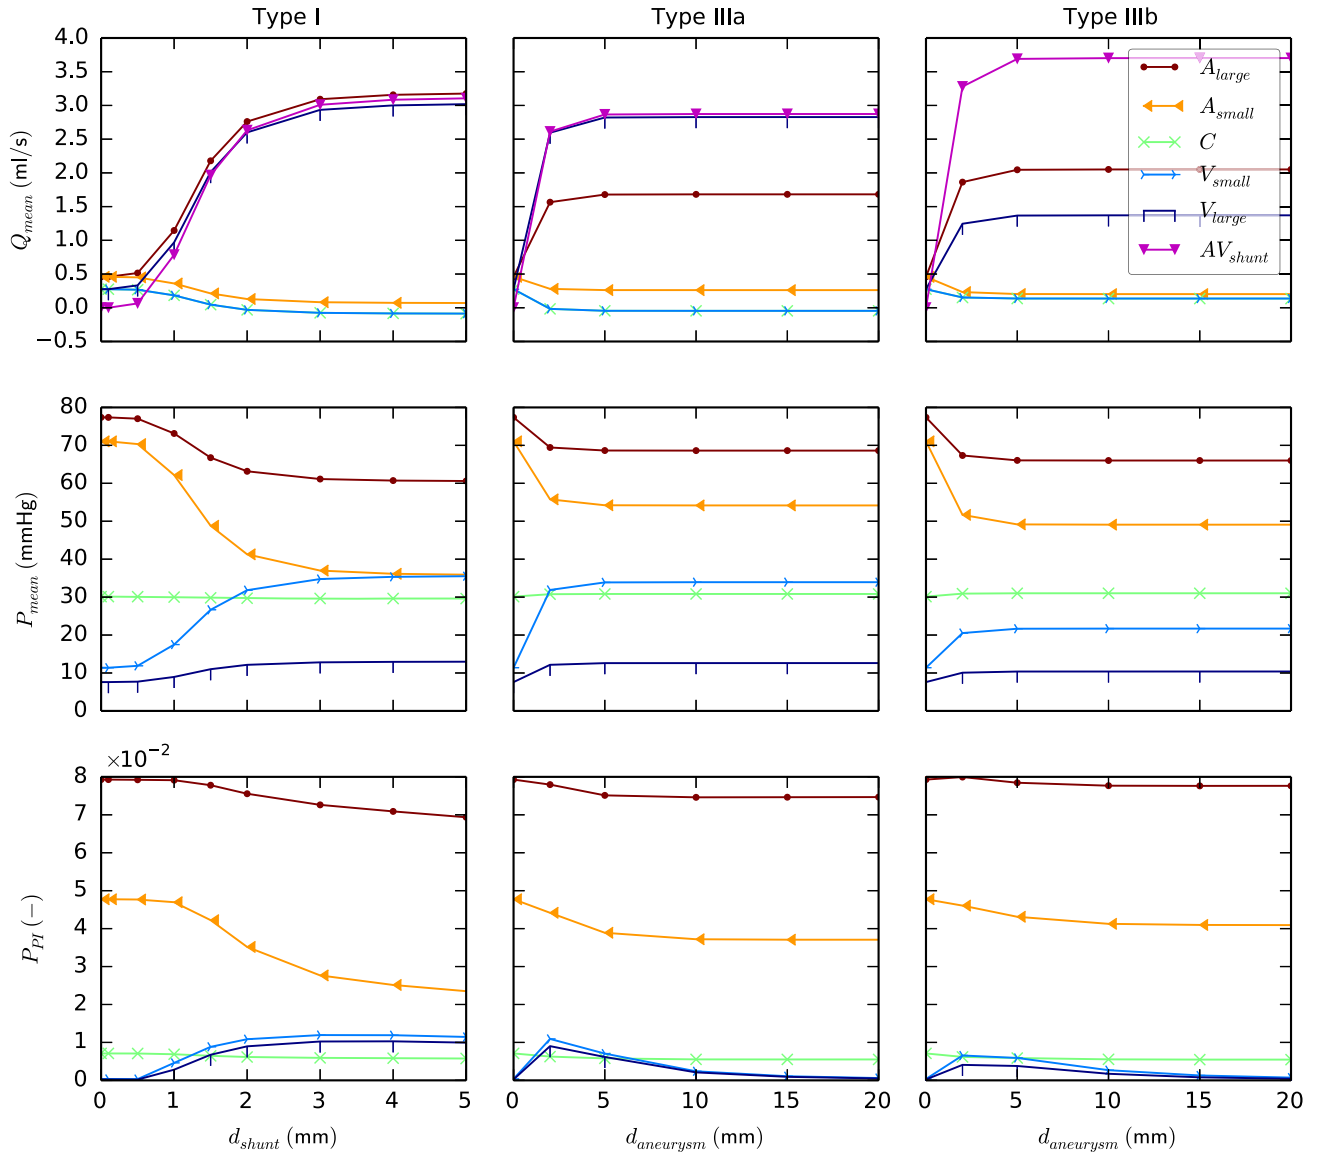 Type I
Type IIIa
Type IIIb
4.0
3.5
3.0
2.5
2.0
1.5
1.0
0.5
0.0
−0.5
Q_mean (ml/s)
A_large
A_small
C
V_small
V_large
AV_shunt
80
70
60
50
40
30
20
10
0
P_mean (mmHg)
×10⁻²
8
7
6
5
4
3
2
1
0
P_PI (−)
0 1 2 3 4 5
0 5 10 15 20
0 5 10 15 20
d_shunt (mm)
d_aneurysm (mm)
d_aneurysm (mm)